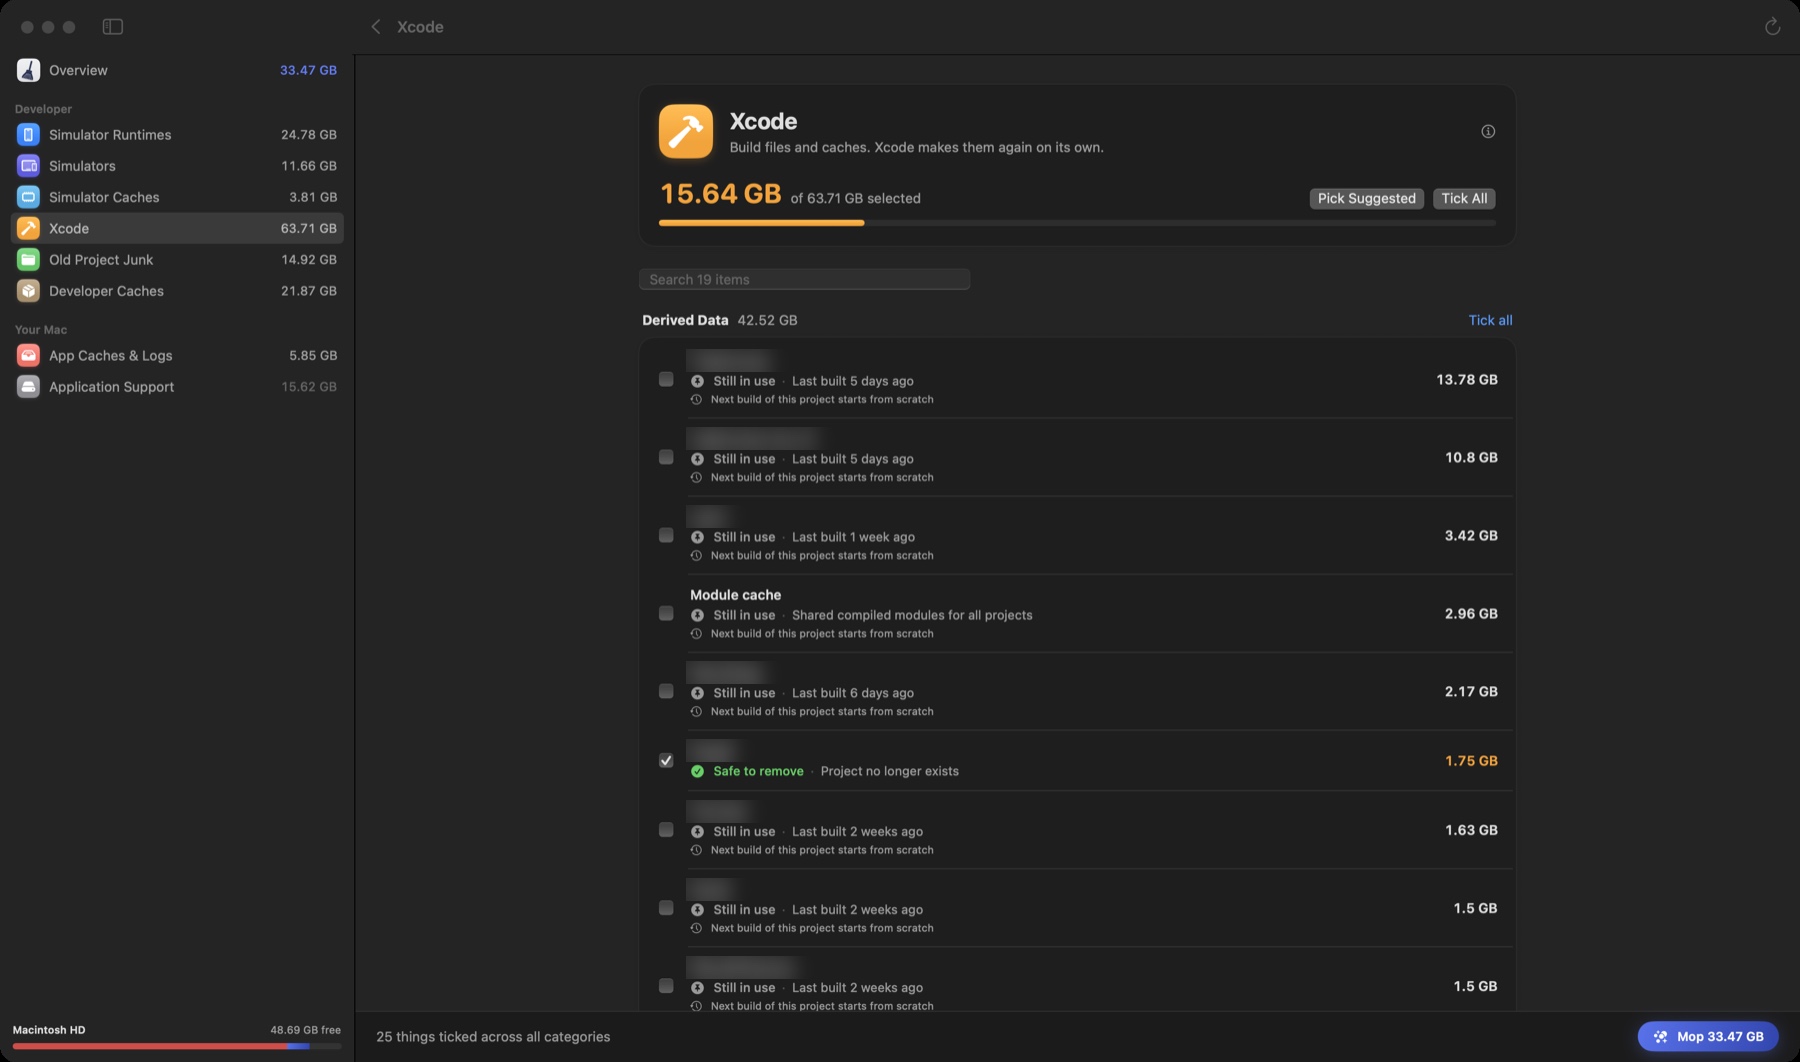 Xcode
Overview 33.47 GB
Developer
Simulator Runtimes 24.78 GB
Simulators 11.66 GB
Simulator Caches 3.81 GB
Xcode 63.71 GB
Old Project Junk 14.92 GB
Developer Caches 21.87 GB
Your Mac
App Caches & Logs 5.85 GB
Application Support 15.62 GB
Macintosh HD 48.69 GB free
Xcode
Build files and caches. Xcode makes them again on its own.
15.64 GB of 63.71 GB selected
Pick Suggested
Tick All
Search 19 items
Derived Data 42.52 GB
Tick all
Still in use · Last built 5 days ago
Next build of this project starts from scratch
13.78 GB
Still in use · Last built 5 days ago
Next build of this project starts from scratch
10.8 GB
Still in use · Last built 1 week ago
Next build of this project starts from scratch
3.42 GB
Module cache
Still in use · Shared compiled modules for all projects
Next build of this project starts from scratch
2.96 GB
Still in use · Last built 6 days ago
Next build of this project starts from scratch
2.17 GB
Safe to remove · Project no longer exists
1.75 GB
Still in use · Last built 2 weeks ago
Next build of this project starts from scratch
1.63 GB
Still in use · Last built 2 weeks ago
Next build of this project starts from scratch
1.5 GB
Still in use · Last built 2 weeks ago
Next build of this project starts from scratch
1.5 GB
25 things ticked across all categories
Mop 33.47 GB